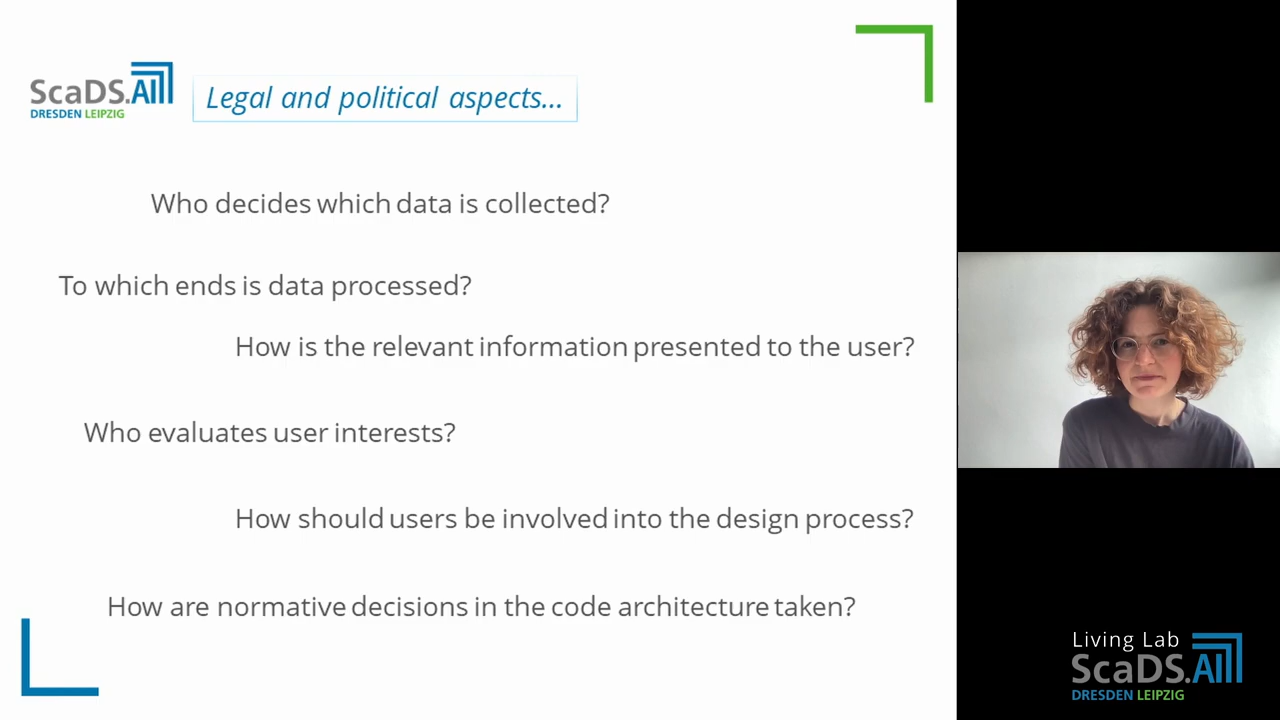 ScaDS.AI
DRESDEN LEIPZIG
Legal and political aspects...
Who decides which data is collected?
To which ends is data processed?
How is the relevant information presented to the user?
Who evaluates user interests?
How should users be involved into the design process?
How are normative decisions in the code architecture taken?
Living Lab
ScaDS.AI
DRESDEN LEIPZIG